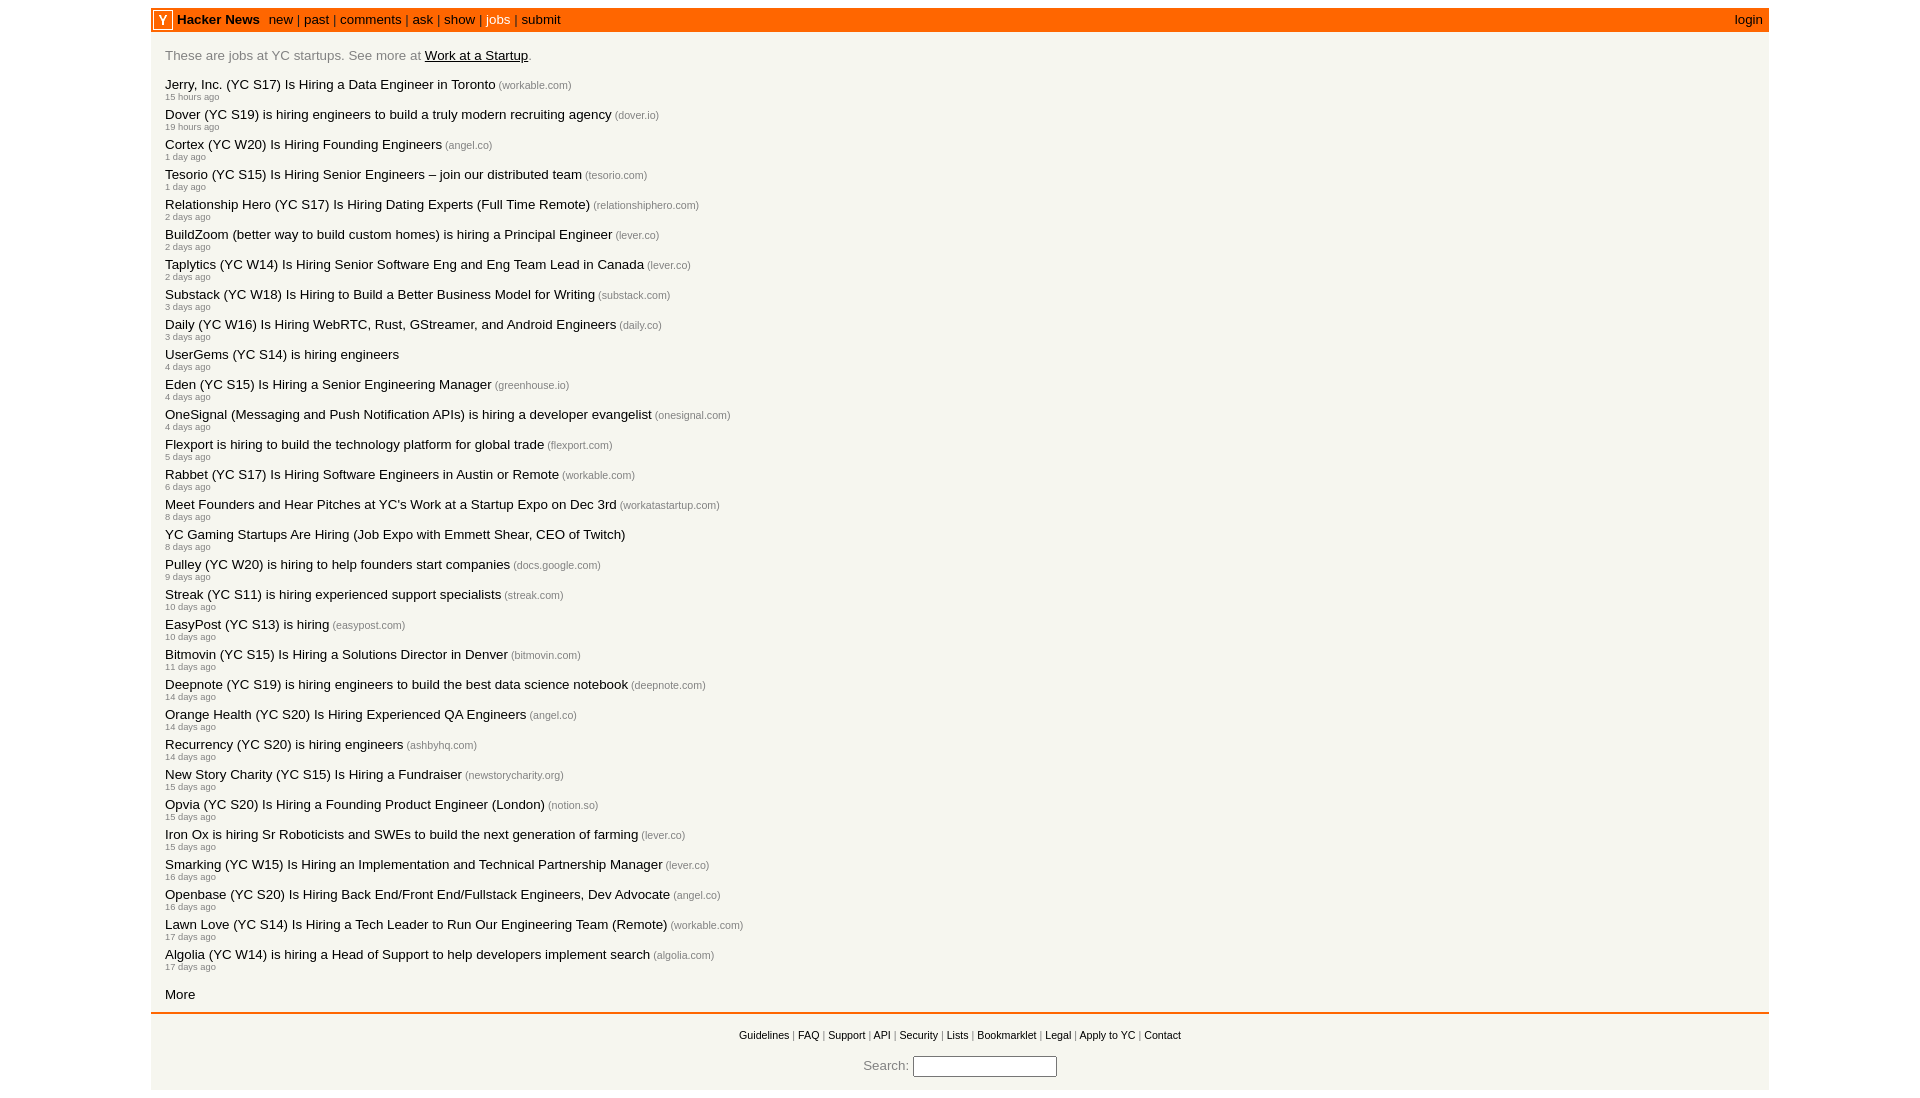 Y Hacker News new | past | comments | ask | show | jobs | submit login
These are jobs at YC startups. See more at Work at a Startup.
Jerry, Inc. (YC S17) Is Hiring a Data Engineer in Toronto (workable.com)
15 hours ago
Dover (YC S19) is hiring engineers to build a truly modern recruiting agency (dover.io)
19 hours ago
Cortex (YC W20) Is Hiring Founding Engineers (angel.co)
1 day ago
Tesorio (YC S15) Is Hiring Senior Engineers – join our distributed team (tesorio.com)
1 day ago
Relationship Hero (YC S17) Is Hiring Dating Experts (Full Time Remote) (relationshiphero.com)
2 days ago
BuildZoom (better way to build custom homes) is hiring a Principal Engineer (lever.co)
2 days ago
Taplytics (YC W14) Is Hiring Senior Software Eng and Eng Team Lead in Canada (lever.co)
2 days ago
Substack (YC W18) Is Hiring to Build a Better Business Model for Writing (substack.com)
3 days ago
Daily (YC W16) Is Hiring WebRTC, Rust, GStreamer, and Android Engineers (daily.co)
3 days ago
UserGems (YC S14) is hiring engineers
4 days ago
Eden (YC S15) Is Hiring a Senior Engineering Manager (greenhouse.io)
4 days ago
OneSignal (Messaging and Push Notification APIs) is hiring a developer evangelist (onesignal.com)
4 days ago
Flexport is hiring to build the technology platform for global trade (flexport.com)
5 days ago
Rabbet (YC S17) Is Hiring Software Engineers in Austin or Remote (workable.com)
6 days ago
Meet Founders and Hear Pitches at YC's Work at a Startup Expo on Dec 3rd (workatastartup.com)
8 days ago
YC Gaming Startups Are Hiring (Job Expo with Emmett Shear, CEO of Twitch)
8 days ago
Pulley (YC W20) is hiring to help founders start companies (docs.google.com)
9 days ago
Streak (YC S11) is hiring experienced support specialists (streak.com)
10 days ago
EasyPost (YC S13) is hiring (easypost.com)
10 days ago
Bitmovin (YC S15) Is Hiring a Solutions Director in Denver (bitmovin.com)
11 days ago
Deepnote (YC S19) is hiring engineers to build the best data science notebook (deepnote.com)
14 days ago
Orange Health (YC S20) Is Hiring Experienced QA Engineers (angel.co)
14 days ago
Recurrency (YC S20) is hiring engineers (ashbyhq.com)
14 days ago
New Story Charity (YC S15) Is Hiring a Fundraiser (newstorycharity.org)
15 days ago
Opvia (YC S20) Is Hiring a Founding Product Engineer (London) (notion.so)
15 days ago
Iron Ox is hiring Sr Roboticists and SWEs to build the next generation of farming (lever.co)
15 days ago
Smarking (YC W15) Is Hiring an Implementation and Technical Partnership Manager (lever.co)
16 days ago
Openbase (YC S20) Is Hiring Back End/Front End/Fullstack Engineers, Dev Advocate (angel.co)
16 days ago
Lawn Love (YC S14) Is Hiring a Tech Leader to Run Our Engineering Team (Remote) (workable.com)
17 days ago
Algolia (YC W14) is hiring a Head of Support to help developers implement search (algolia.com)
17 days ago
More
Guidelines | FAQ | Support | API | Security | Lists | Bookmarklet | Legal | Apply to YC | Contact
Search: